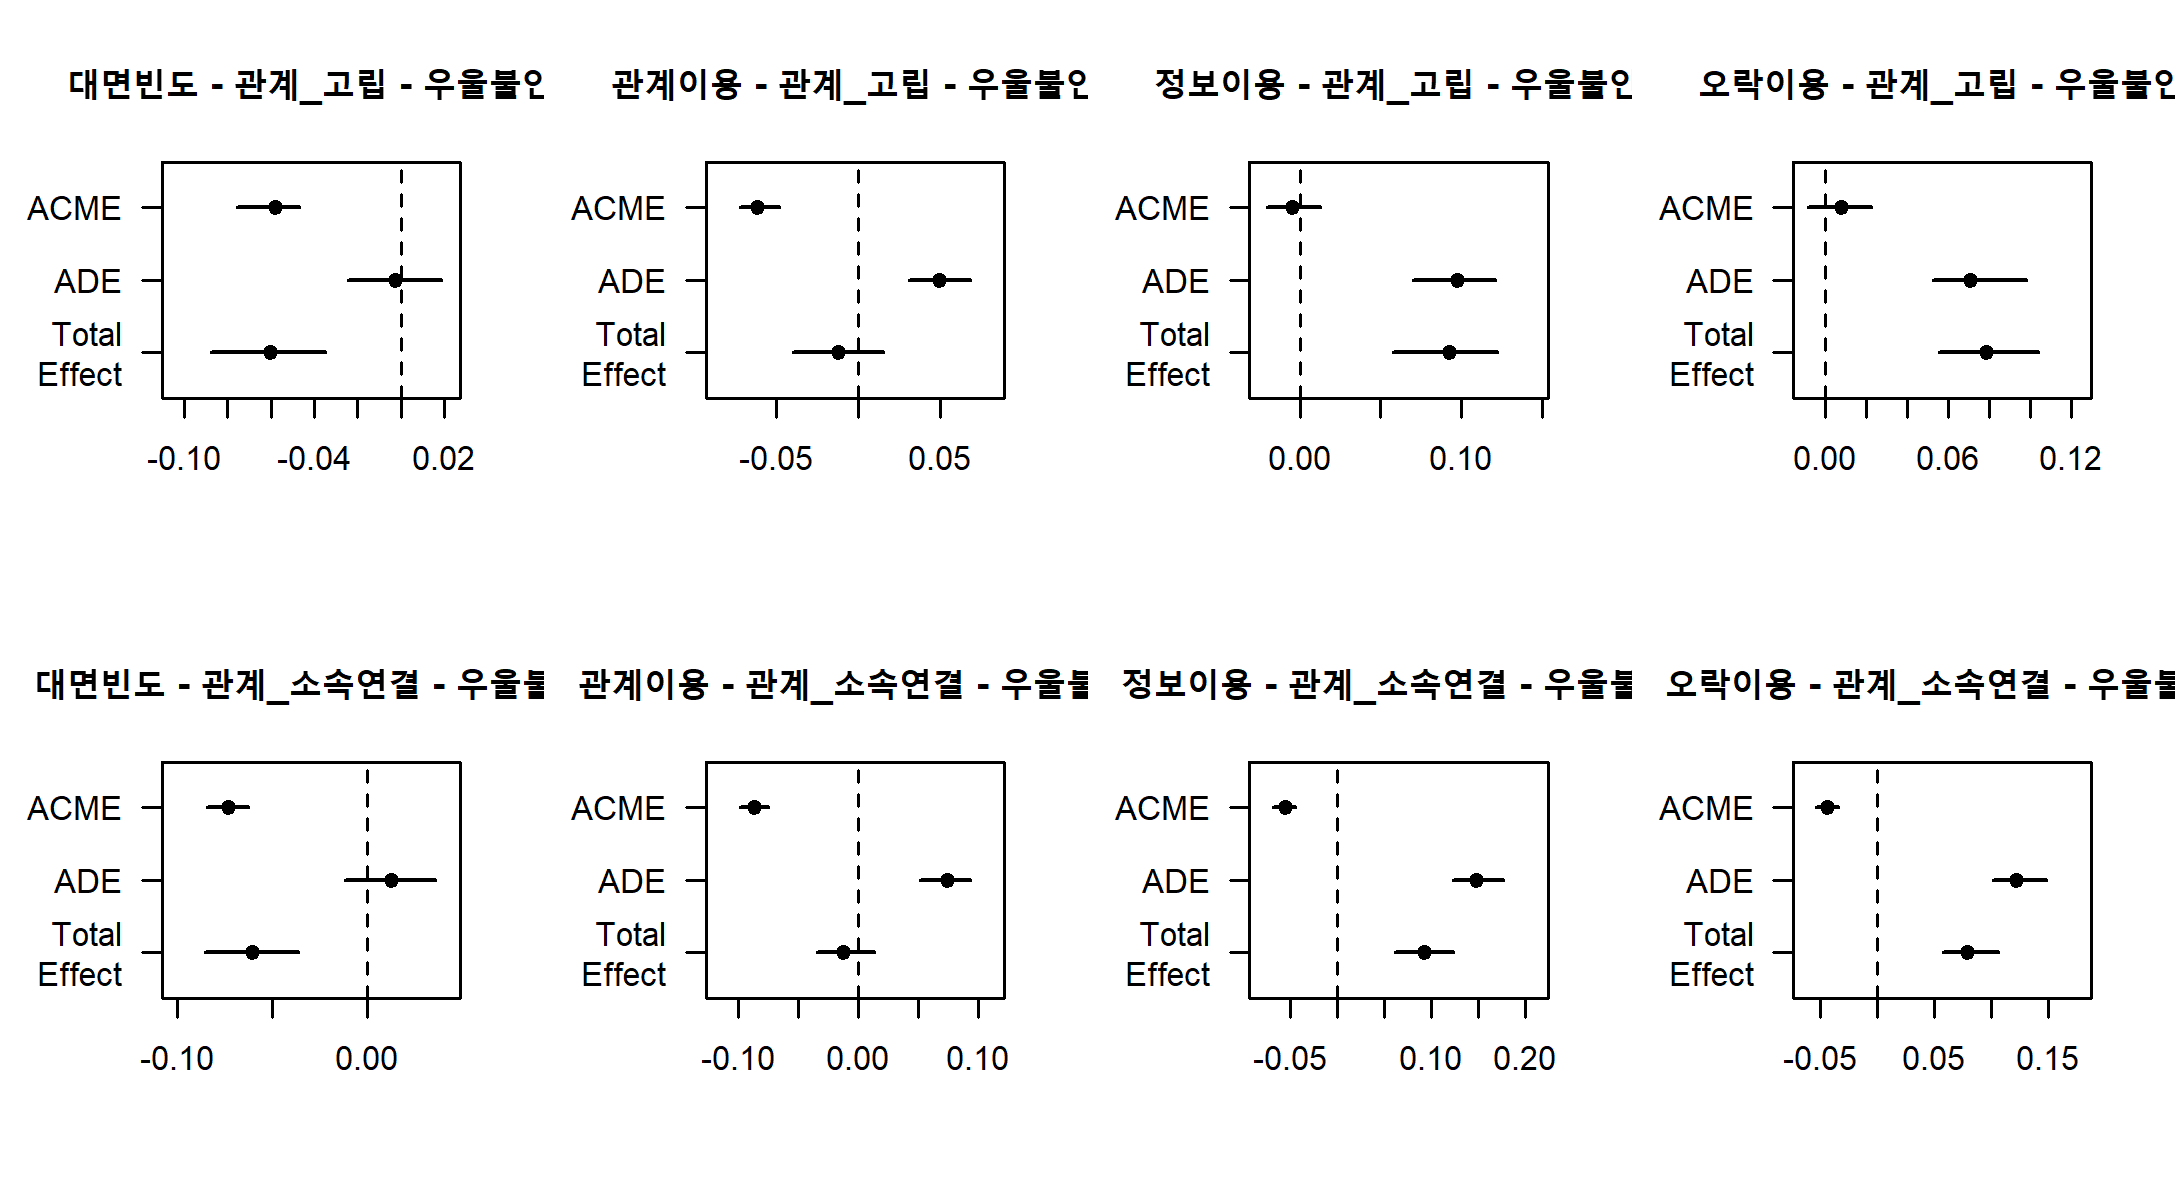 대면빈도 - 관계_고립 - 우울불
ACME
ADE
Total
Effect
-0.10 -0.04 0.02
관계이용 - 관계_고립 - 우울불
ACME
ADE
Total
Effect
-0.05 0.05
정보이용 - 관계_고립 - 우울불
ACME
ADE
Total
Effect
0.00 0.10
오락이용 - 관계_고립 - 우울불
ACME
ADE
Total
Effect
0.00 0.06 0.12
대면빈도 - 관계_소속연결 - 우울
ACME
ADE
Total
Effect
-0.10 0.00
관계이용 - 관계_소속연결 - 우울
ACME
ADE
Total
Effect
-0.10 0.00 0.10
정보이용 - 관계_소속연결 - 우울
ACME
ADE
Total
Effect
-0.05 0.10 0.20
오락이용 - 관계_소속연결 - 우울
ACME
ADE
Total
Effect
-0.05 0.05 0.15